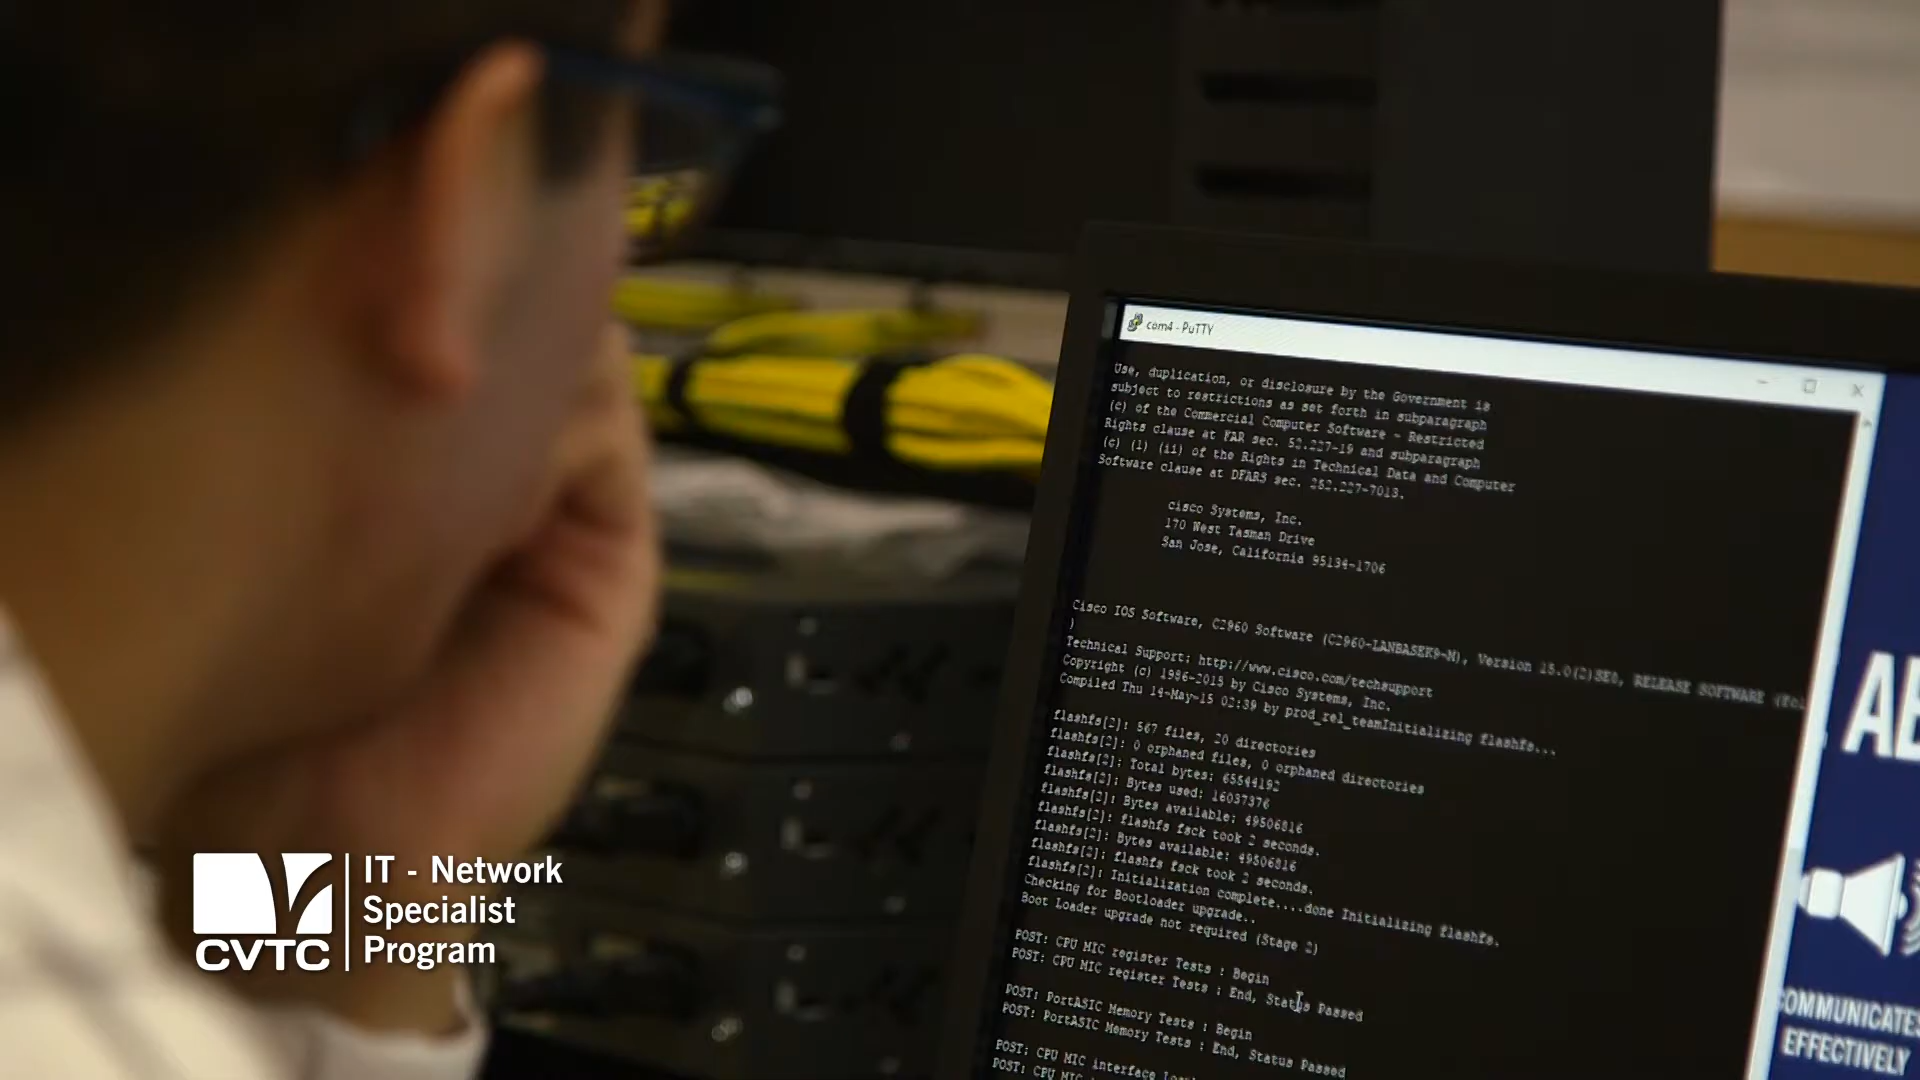 com4 - PuTTY
Use, duplication, or disclosure by the Government is
subject to restrictions as set forth in subparagraph
(c) of the Commercial Computer Software - Restricted
Rights clause at FAR sec. 52.227-19 and subparagraph
(c) (1) (ii) of the Rights in Technical Data and Computer
Software clause at DFARS sec. 252.227-7013.
cisco Systems, Inc.
170 West Tasman Drive
San Jose, California 95134-1706
Cisco IOS Software, C2960 Software (C2960-LANBASEK9-M), Version 15.0(2)SE8, RELEASE SOFTWARE
)
Technical Support: http://www.cisco.com/techsupport
Copyright (c) 1986-2015 by Cisco Systems, Inc.
Compiled Thu 14-May-15 02:39 by prod_rel_teamInitializing flashfs...
flashfs[2]: 567 files, 20 directories
flashfs[2]: 0 orphaned files, 0 orphaned directories
flashfs[2]: Total bytes: 65544192
flashfs[2]: Bytes used: 16037376
flashfs[2]: Bytes available: 49506816
flashfs[2]: flashfs fsck took 2 seconds.
flashfs[2]: Bytes available: 49506816
flashfs[2]: flashfs fsck took 2 seconds.
flashfs[2]: Initialization complete....done Initializing flashfs.
Checking for Bootloader upgrade..
Boot Loader upgrade not required (Stage 2)
POST: CPU MIC register Tests : Begin
POST: CPU MIC register Tests : End, Status Passed
POST: PortASIC Memory Tests : Begin
POST: PortASIC Memory Tests : End, Status Passed
POST: CPU MIC interface
POST: CPU MIC
COMMUNICATES
EFFECTIVELY
CVTC
IT - Network
Specialist
Program